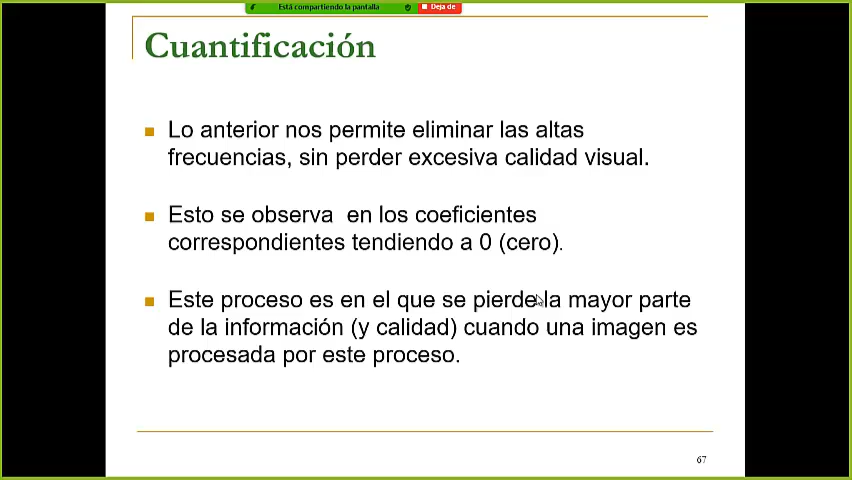 Está compartiendo la pantalla
Deja de
Cuantificación
Lo anterior nos permite eliminar las altas
frecuencias, sin perder excesiva calidad visual.
Esto se observa en los coeficientes
correspondientes tendiendo a 0 (cero).
Este proceso es en el que se pierde la mayor parte
de la información (y calidad) cuando una imagen es
procesada por este proceso.
67